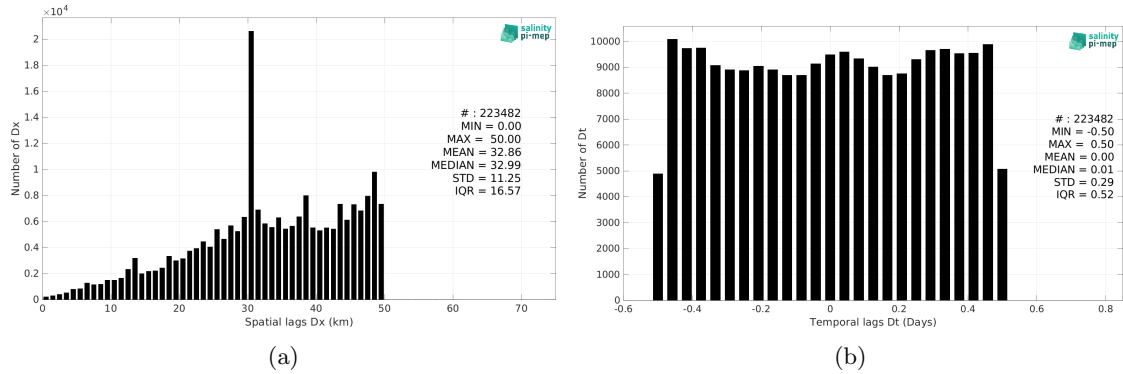 ×10⁴
2
1.8
1.6
1.4
1.2
1
0.8
0.6
0.4
0.2
0
Number of Dx
0 10 20 30 40 50 60 70
Spatial lags Dx (km)
salinity
pi-mep
# : 223482
MIN = 0.00
MAX = 50.00
MEAN = 32.86
MEDIAN = 32.99
STD = 11.25
IQR = 16.57
(a)
10000
9000
8000
7000
6000
5000
4000
3000
2000
1000
0
Number of Dt
-0.6 -0.4 -0.2 0 0.2 0.4 0.6 0.8
Temporal lags Dt (Days)
salinity
pi-mep
# : 223482
MIN = -0.50
MAX = 0.50
MEAN = 0.00
MEDIAN = 0.01
STD = 0.29
IQR = 0.52
(b)